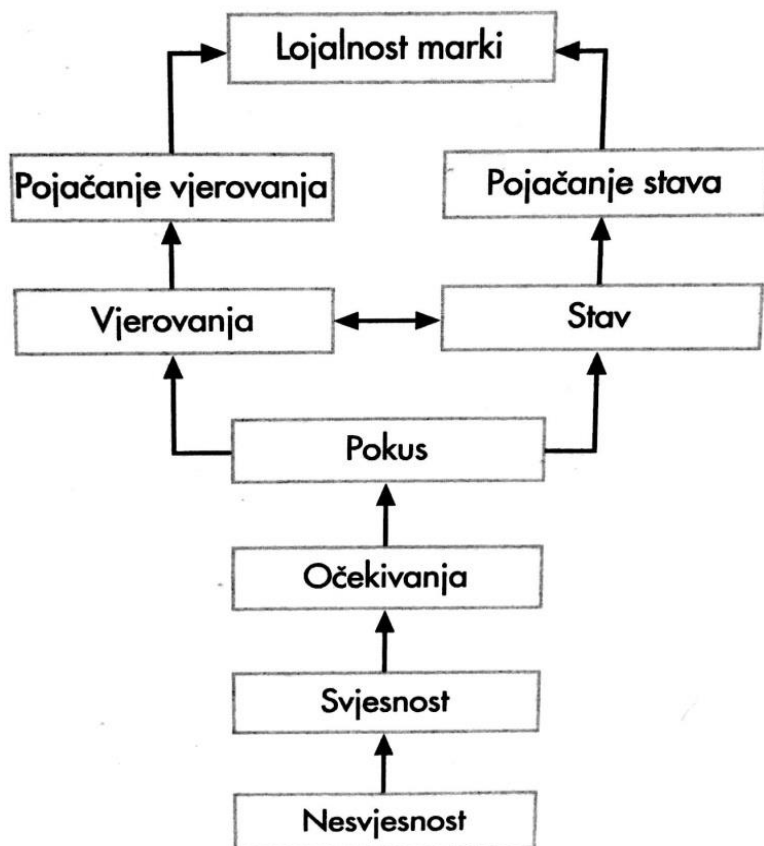 Lojalnost marki
Pojačanje vjerovanja
Pojačanje stava
Vjerovanja
Stav
Pokus
Očekivanja
Svjesnost
Nesvjesnost